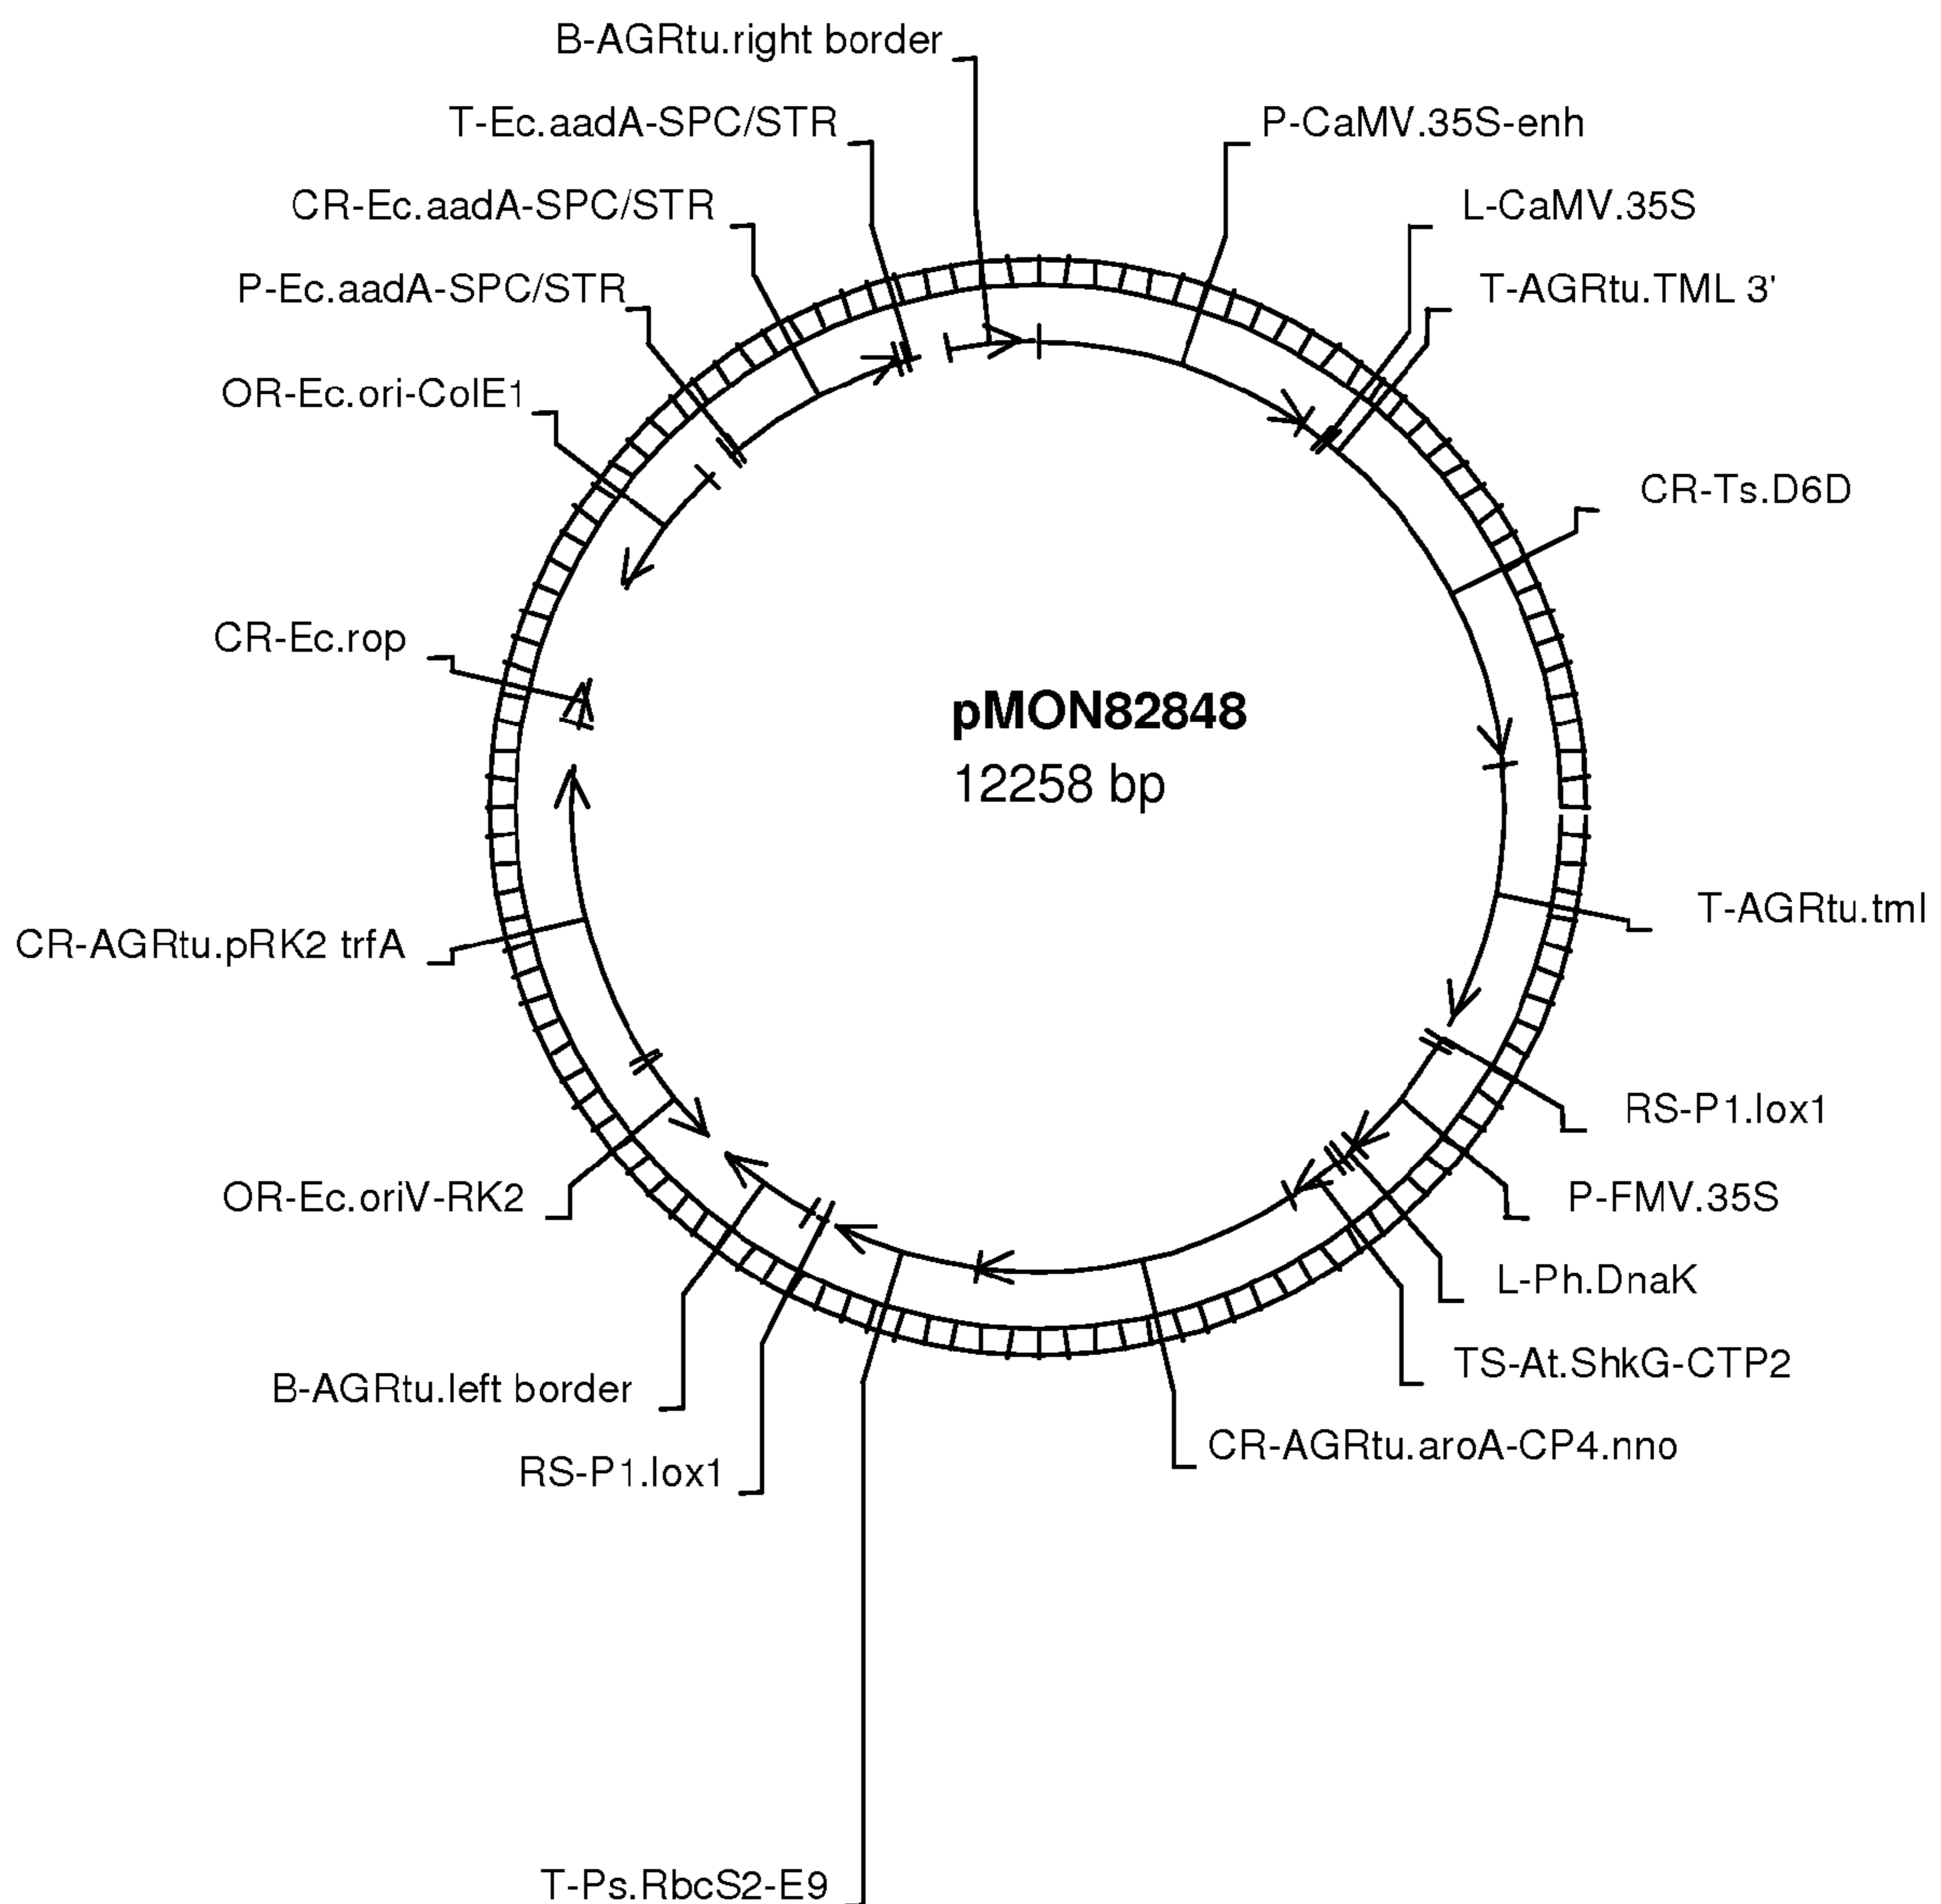 B-AGRtu.right border
T-Ec.aadA-SPC/STR
P-CaMV.35S-enh
CR-Ec.aadA-SPC/STR
L-CaMV.35S
P-Ec.aadA-SPC/STR
T-AGRtu.TML 3'
OR-Ec.ori-ColE1
CR-Ts.D6D
CR-Ec.rop
pMON82848
12258 bp
T-AGRtu.tml
CR-AGRtu.pRK2 trfA
RS-P1.lox1
OR-Ec.oriV-RK2
P-FMV.35S
L-Ph.DnaK
TS-At.ShkG-CTP2
B-AGRtu.left border
CR-AGRtu.aroA-CP4.nno
RS-P1.lox1
T-Ps.RbcS2-E9